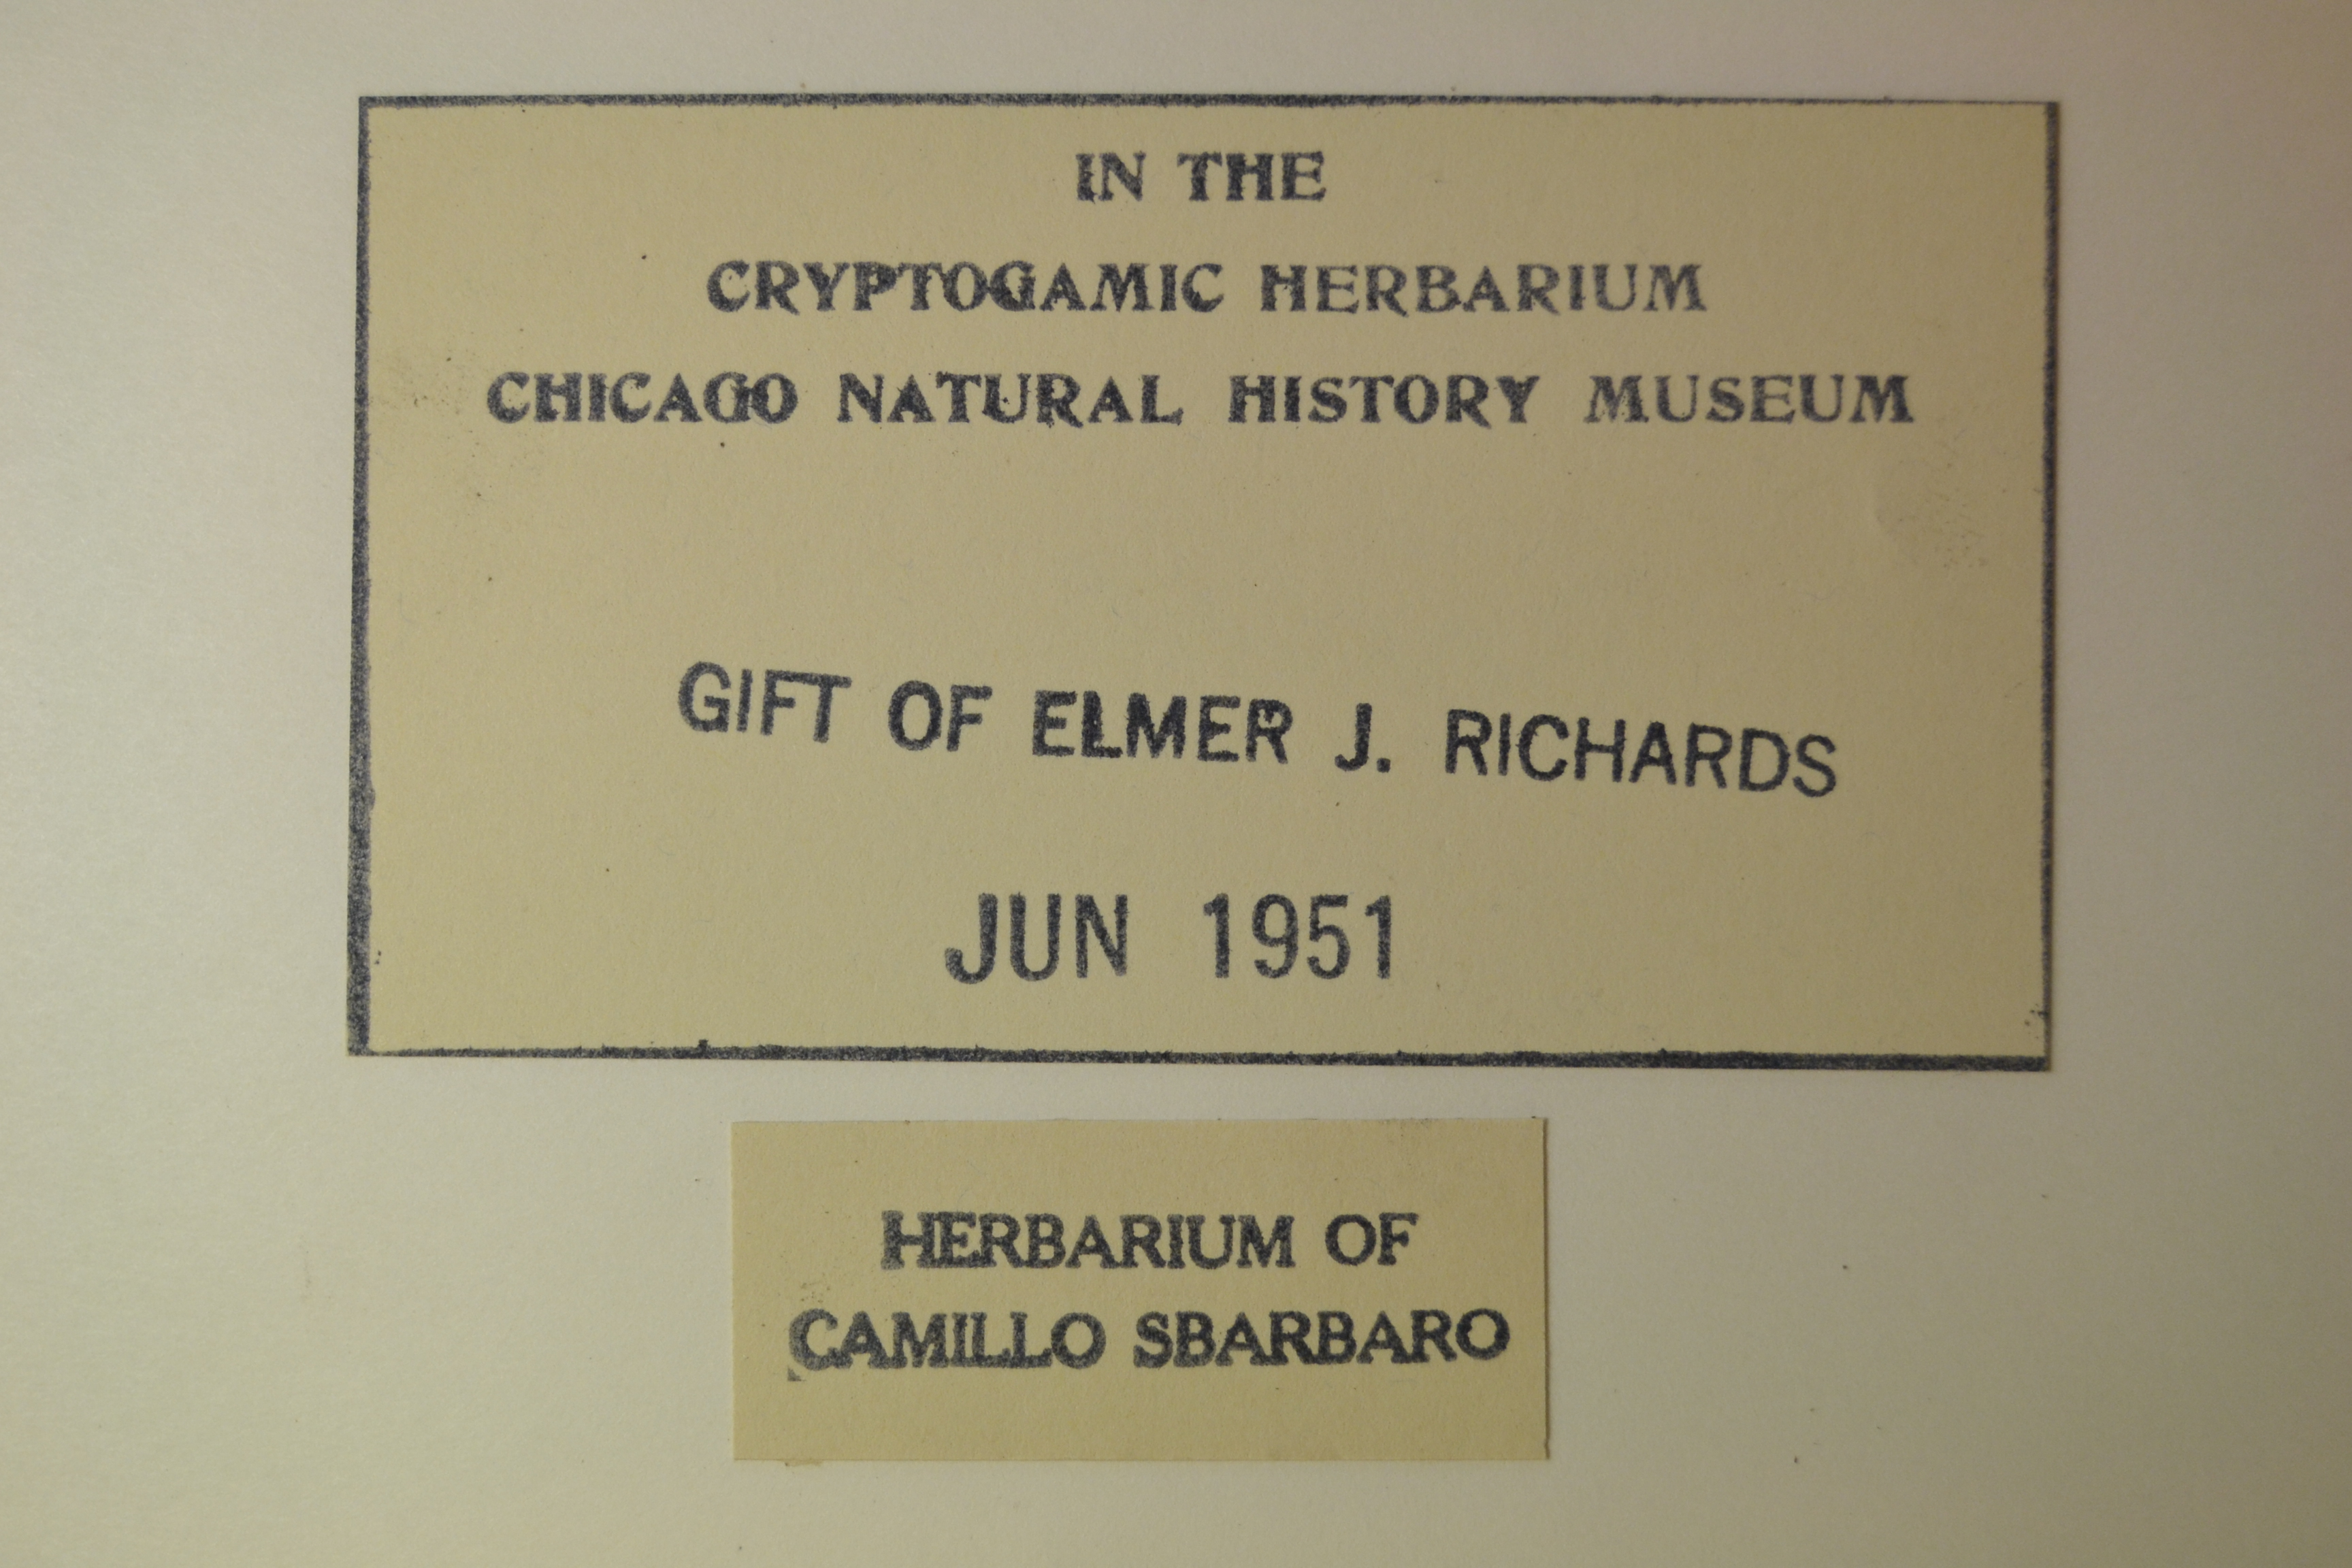 IN THE
CRYPTOGAMIC HERBARIUM
CHICAGO NATURAL HISTORY MUSEUM
GIFT OF ELMER J. RICHARDS
JUN 1951
HERBARIUM OF
CAMILLO SBARBARO